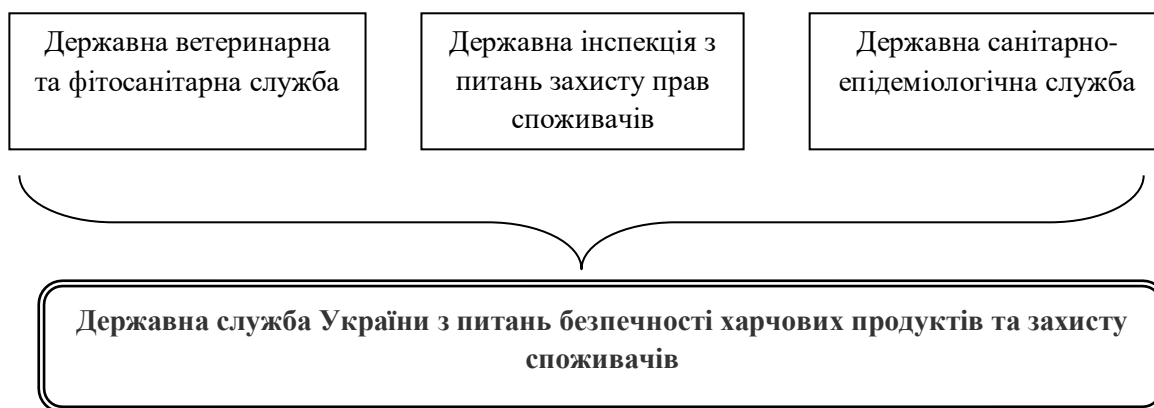 Державна ветеринарна
та фітосанітарна служба
Державна інспекція з
питань захисту прав
споживачів
Державна санітарно-
епідеміологічна служба
Державна служба України з питань безпечності харчових продуктів та захисту
споживачів